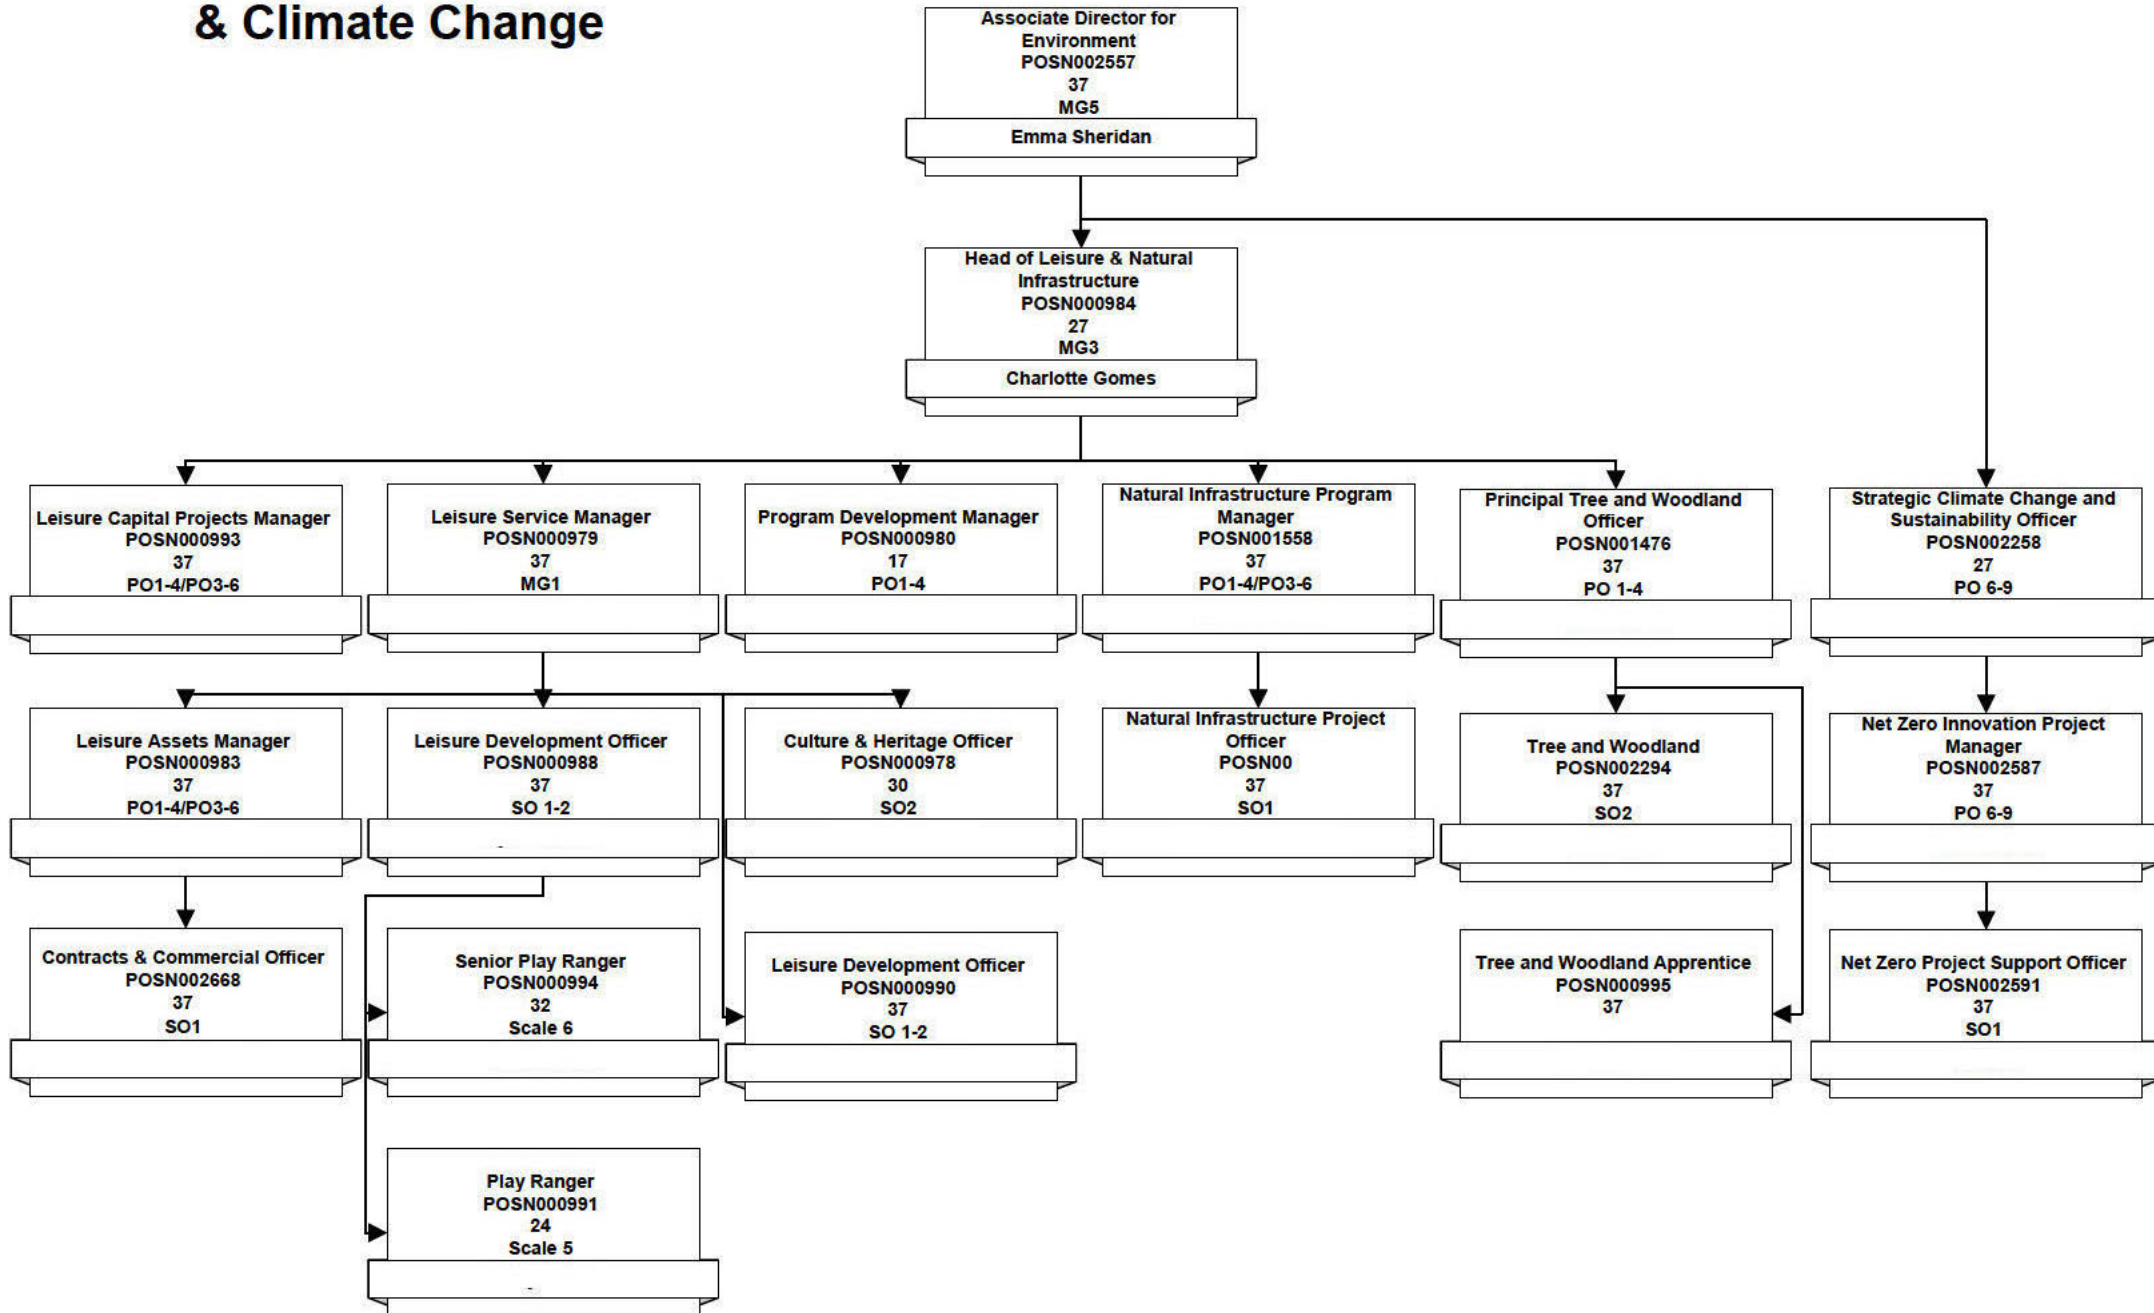 & Climate Change
Associate Director for
Environment
POSN002557
37
MG5
Emma Sheridan
Head of Leisure & Natural
Infrastructure
POSN000984
27
MG3
Charlotte Gomes
Leisure Capital Projects Manager
POSN000993
37
PO1-4/PO3-6
Leisure Service Manager
POSN000979
37
MG1
Program Development Manager
POSN000980
17
PO1-4
Natural Infrastructure Program
Manager
POSN001558
37
PO1-4/PO3-6
Principal Tree and Woodland
Officer
POSN001476
37
PO 1-4
Strategic Climate Change and
Sustainability Officer
POSN002258
27
PO 6-9
Leisure Assets Manager
POSN000983
37
PO1-4/PO3-6
Leisure Development Officer
POSN000988
37
SO 1-2
-
Culture & Heritage Officer
POSN000978
30
SO2
Natural Infrastructure Project
Officer
POSN00
37
SO1
Tree and Woodland
POSN002294
37
SO2
Net Zero Innovation Project
Manager
POSN002587
37
PO 6-9
Contracts & Commercial Officer
POSN002668
37
SO1
Senior Play Ranger
POSN000994
32
Scale 6
Leisure Development Officer
POSN000990
37
SO 1-2
Tree and Woodland Apprentice
POSN000995
37
Net Zero Project Support Officer
POSN002591
37
SO1
Play Ranger
POSN000991
24
Scale 5
-